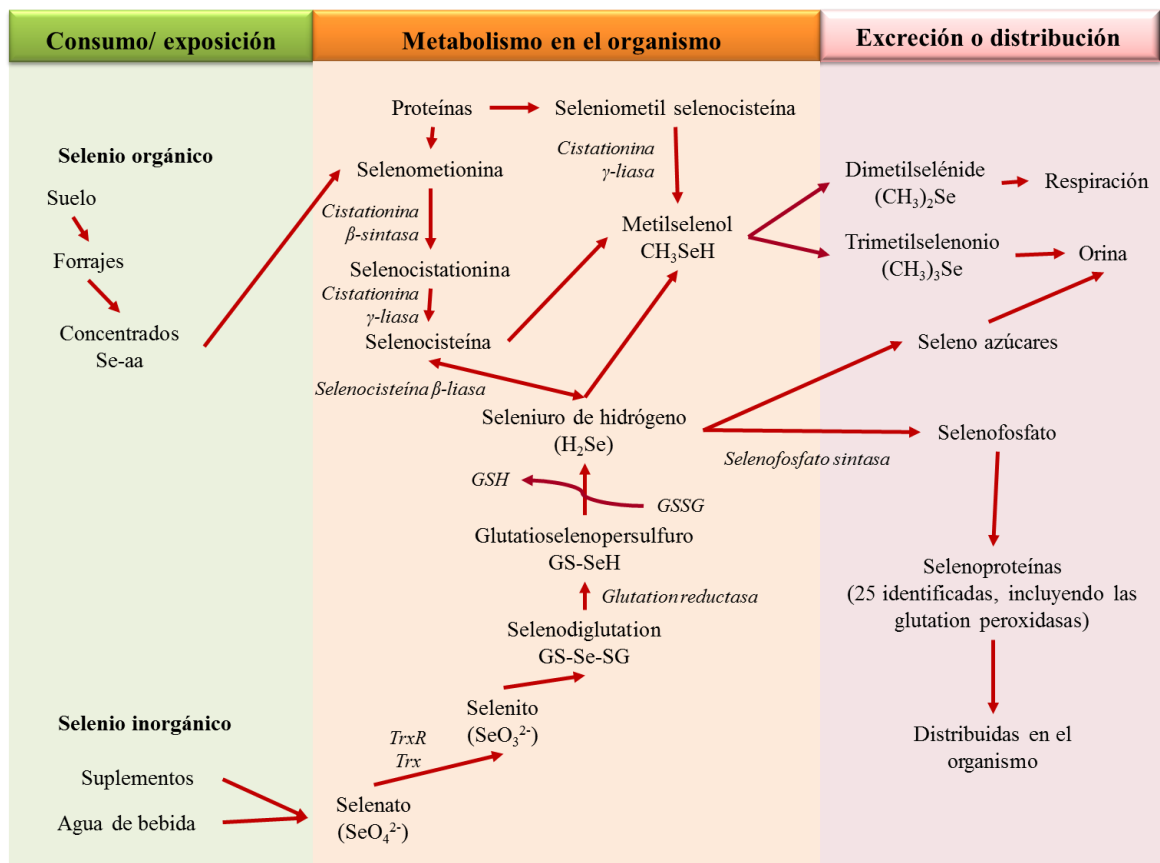 Consumo/ exposición
Metabolismo en el organismo
Excreción o distribución
Selenio orgánico
Suelo
Forrajes
Concentrados
Se-aa
Selenio inorgánico
Suplementos
Agua de bebida
Proteínas
Seleniometil selenocisteína
Selenometionina
Cistationina
γ-liasa
Cistationina
β-sintasa
Metilselenol
CH₃SeH
Selenocistationina
Cistationina
γ-liasa
Selenocisteína
Selenocisteína β-liasa
Seleniuro de hidrógeno
(H₂Se)
GSH
GSSG
Glutatioselenopersulfuro
GS-SeH
Glutation reductasa
Selenodiglutation
GS-Se-SG
Selenito
(SeO₃²⁻)
TrxR
Trx
Selenato
(SeO₄²⁻)
Dimetilselénide
(CH₃)₂Se
Respiración
Trimetilselenonio
(CH₃)₃Se
Orina
Seleno azúcares
Selenofosfato
Selenofosfato sintasa
Selenoproteínas
(25 identificadas, incluyendo las
glutation peroxidasas)
Distribuidas en el
organismo